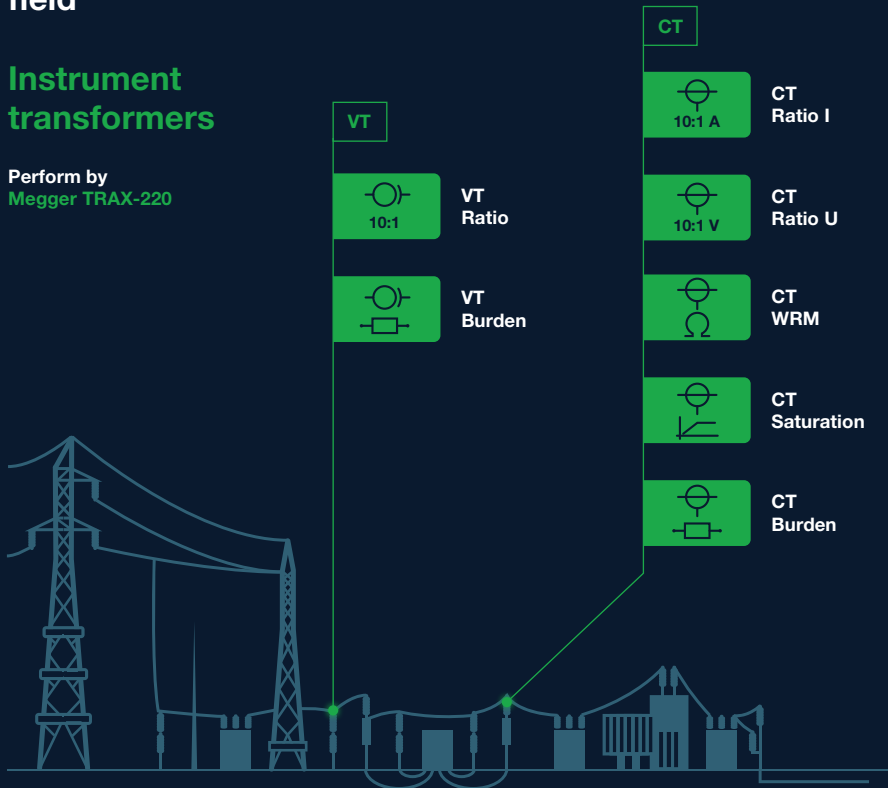 Instrument
transformers
Perform by
Megger TRAX-220
VT
10:1
VT
Ratio
VT
Burden
CT
10:1 A
CT
Ratio I
10:1 V
CT
Ratio U
CT
WRM
CT
Saturation
CT
Burden